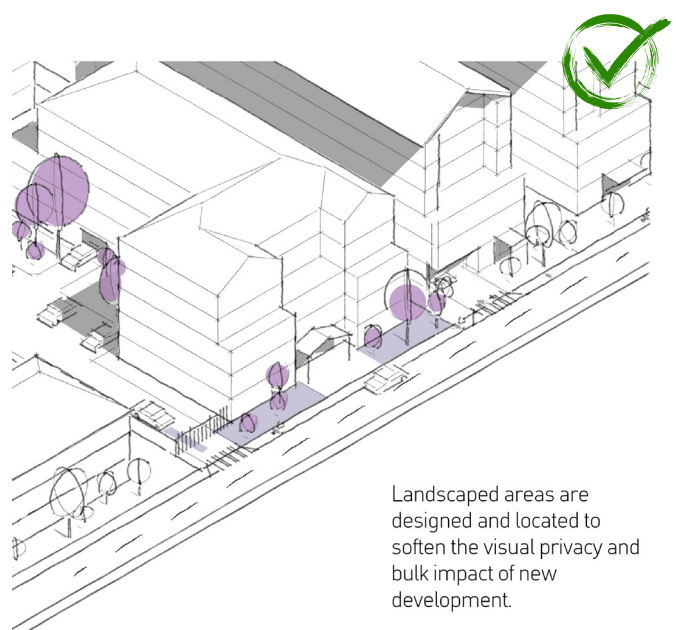 Landscaped areas are
designed and located to
soften the visual privacy and
bulk impact of new
development.